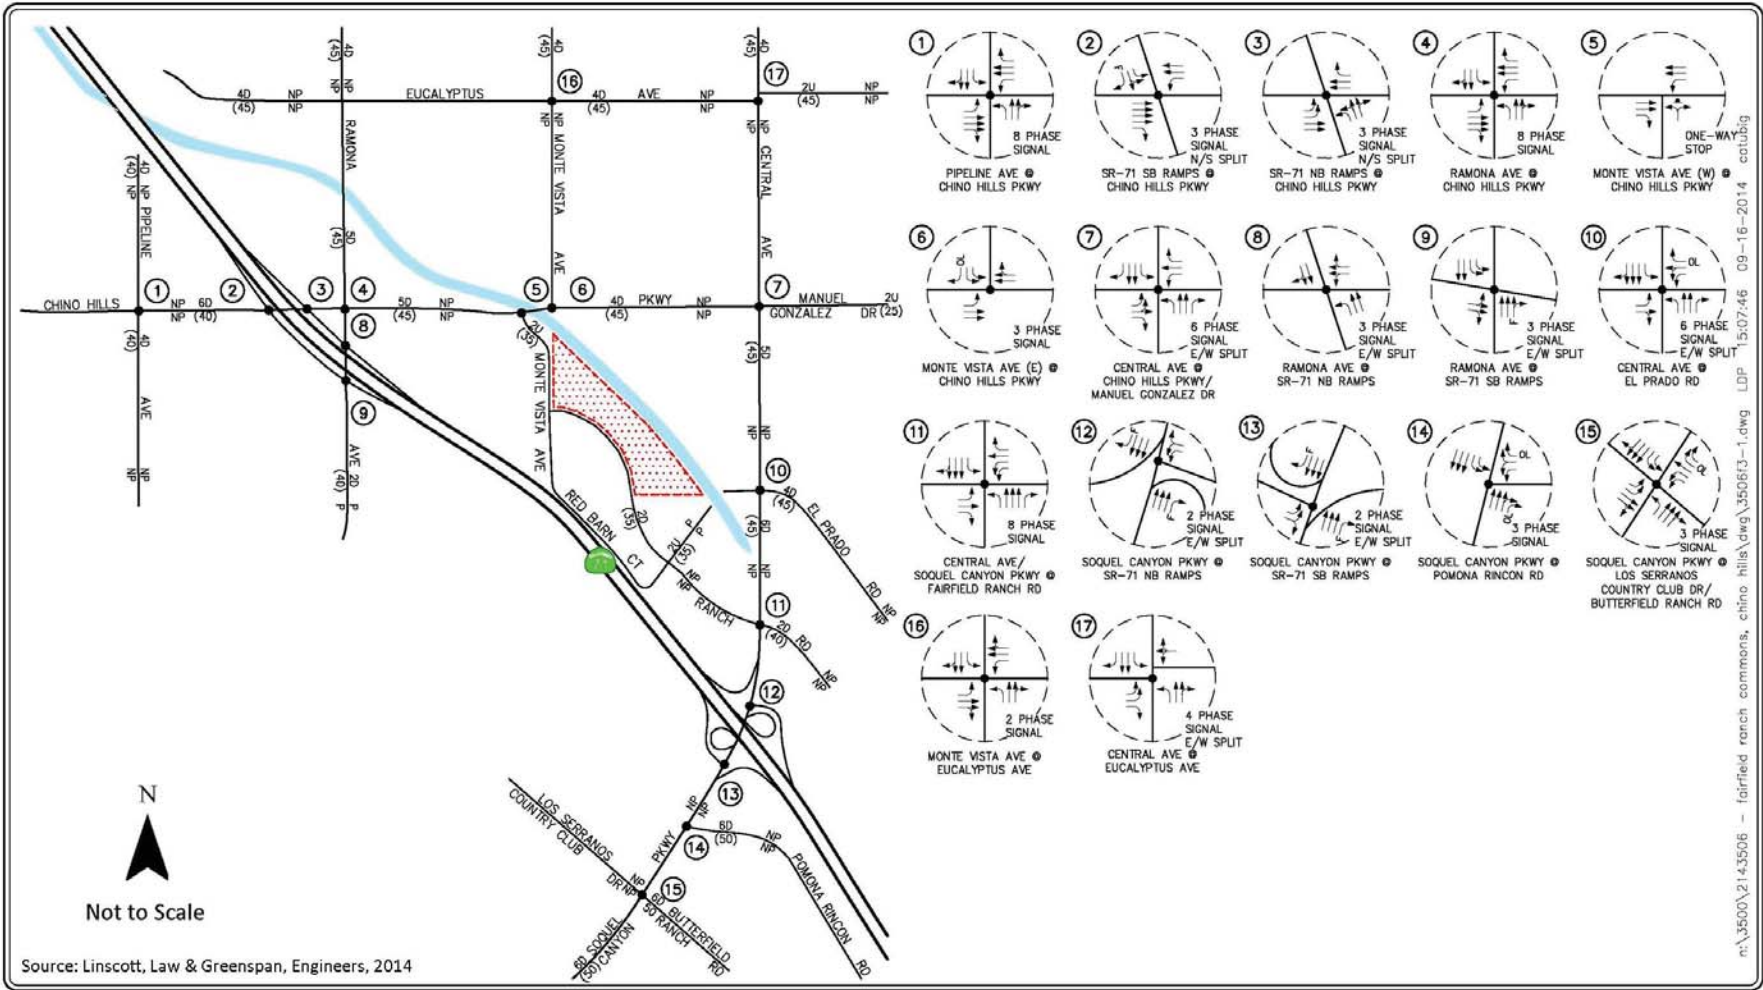 4D
(45)
NP
NP
4D
(45)
4D
(45)
16
17
4D
(45)
NP
NP
EUCALYPTUS
4D
(45)
AVE
NP
NP
2U
(45)
NP
NP
RAMONA
5D
(45)
NP
NP
MONTE VISTA
AVE
NP
NP
CENTRAL
AVE
4D
(40)
NP
NP
PIPELINE
CHINO HILLS
1
NP
NP
6D
(40)
2
3
4
5D
(45)
NP
NP
5
6
4D
(45)
PKWY
NP
NP
7
MANUEL
GONZALEZ DR
2U
(25)
8
9
4D
(40)
AVE
NP
NP
AVE
2D
(40)
P
P
2U
(35)
MONTE VISTA AVE
5D
(45)
NP
NP
10
4D
(45)
EL PRADO
RD
NP
NP
6D
(45)
NP
NP
RED BARN
CT
2D
(35)
P
P
2U
(35)
NP
NP
RANCH
11
2D
(40)
RD
NP
NP
12
13
NP
NP
14
6D
(50)
NP
NP
POMONA RINCON
RD
PKWY
LOS SERRANOS
COUNTRY CLUB
DR
NP
NP
15
6D
50
BUTTERFIELD
RANCH
RD
6D
(50)
SOQUEL
CANYON
N
Not to Scale
Source: Linscott, Law & Greenspan, Engineers, 2014
1
8 PHASE
SIGNAL
PIPELINE AVE @
CHINO HILLS PKWY
2
3 PHASE
SIGNAL
N/S SPLIT
SR-71 SB RAMPS @
CHINO HILLS PKWY
3
3 PHASE
SIGNAL
N/S SPLIT
SR-71 NB RAMPS @
CHINO HILLS PKWY
4
8 PHASE
SIGNAL
RAMONA AVE @
CHINO HILLS PKWY
5
ONE-WAY
STOP
MONTE VISTA AVE (W) @
CHINO HILLS PKWY
6
OL
3 PHASE
SIGNAL
MONTE VISTA AVE (E) @
CHINO HILLS PKWY
7
6 PHASE
SIGNAL
E/W SPLIT
CENTRAL AVE @
CHINO HILLS PKWY/
MANUEL GONZALEZ DR
8
3 PHASE
SIGNAL
E/W SPLIT
RAMONA AVE @
SR-71 NB RAMPS
9
3 PHASE
SIGNAL
E/W SPLIT
RAMONA AVE @
SR-71 SB RAMPS
10
OL
6 PHASE
SIGNAL
E/W SPLIT
CENTRAL AVE @
EL PRADO RD
11
8 PHASE
SIGNAL
CENTRAL AVE/
SOQUEL CANYON PKWY @
FAIRFIELD RANCH RD
12
2 PHASE
SIGNAL
E/W SPLIT
SOQUEL CANYON PKWY @
SR-71 NB RAMPS
13
2 PHASE
SIGNAL
E/W SPLIT
SOQUEL CANYON PKWY @
SR-71 SB RAMPS
14
OL
OL
3 PHASE
SIGNAL
SOQUEL CANYON PKWY @
POMONA RINCON RD
15
OL
3 PHASE
SIGNAL
SOQUEL CANYON PKWY @
LOS SERRANOS
COUNTRY CLUB DR/
BUTTERFIELD RANCH RD
16
2 PHASE
SIGNAL
MONTE VISTA AVE @
EUCALYPTUS AVE
17
4 PHASE
SIGNAL
E/W SPLIT
CENTRAL AVE @
EUCALYPTUS AVE
n:\3500\2143506 - fairfield ranch commons, chino hills\dwg\3506f3-1.dwg LDP 15:07:46 09-16-2014 catubig